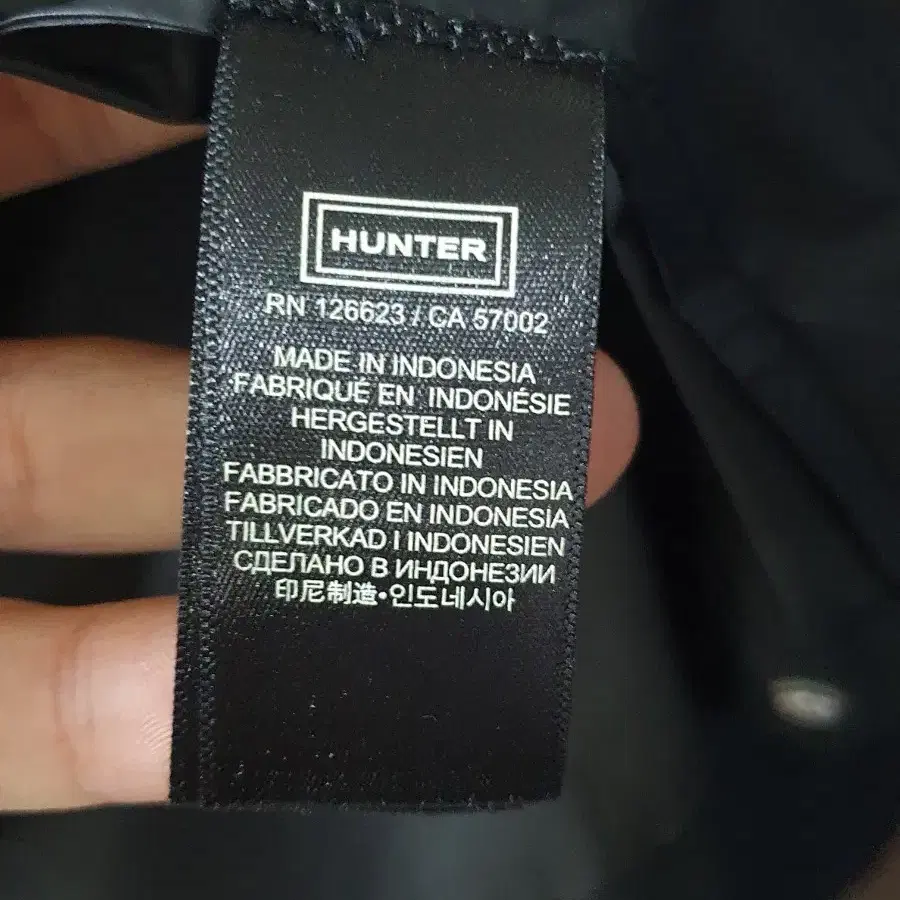 HUNTER
RN 126623 / CA 57002
MADE IN INDONESIA
FABRIQUÉ EN INDONÉSIE
HERGESTELLT IN
INDONESIEN
FABBRICATO IN INDONESIA
FABRICADO EN INDONESIA
TILLVERKAD I INDONESIEN
СДЕЛАНО В ИНДОНЕЗИИ
印尼制造•인도네시아